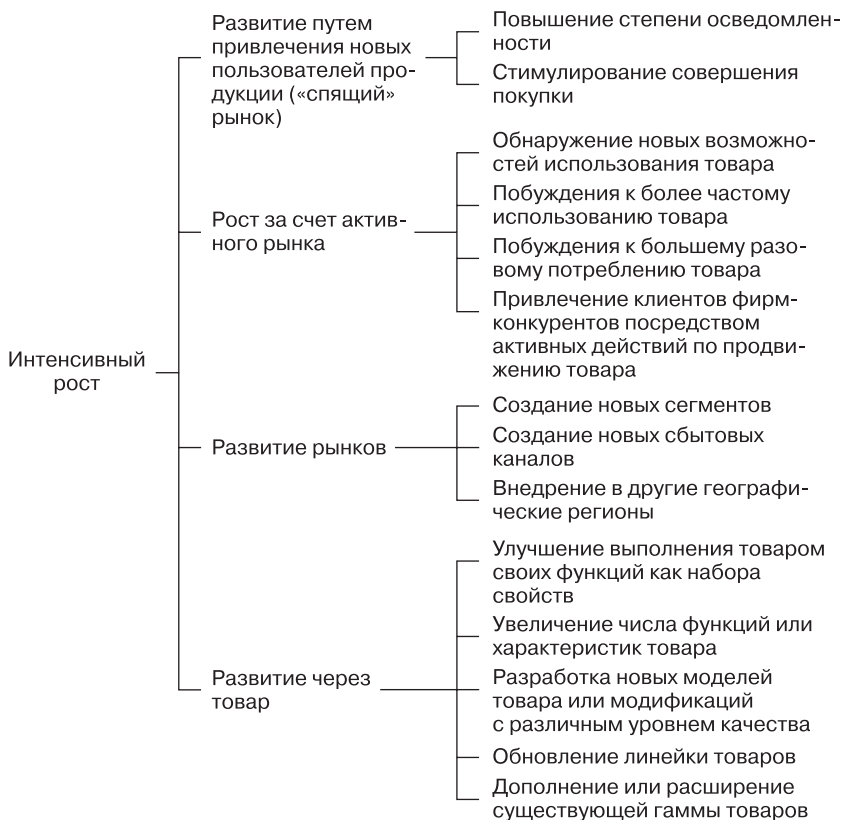 Развитие путем
привлечения новых
пользователей про-
дукции («спящий»
рынок)
Повышение степени осведомлен-
ности
Стимулирование совершения
покупки
Рост за счет актив-
ного рынка
Обнаружение новых возможно-
стей использования товара
Побуждения к более частому
использованию товара
Побуждения к большему разо-
вому потреблению товара
Привлечение клиентов фирм-
конкурентов посредством
активных действий по продви-
жению товара
Интенсивный
рост
Развитие рынков
Создание новых сегментов
Создание новых сбытовых
каналов
Внедрение в другие географи-
ческие регионы
Развитие через
товар
Улучшение выполнения товаром
своих функций как набора
свойств
Увеличение числа функций или
характеристик товара
Разработка новых моделей
товара или модификаций
с различным уровнем качества
Обновление линейки товаров
Дополнение или расширение
существующей гаммы товаров